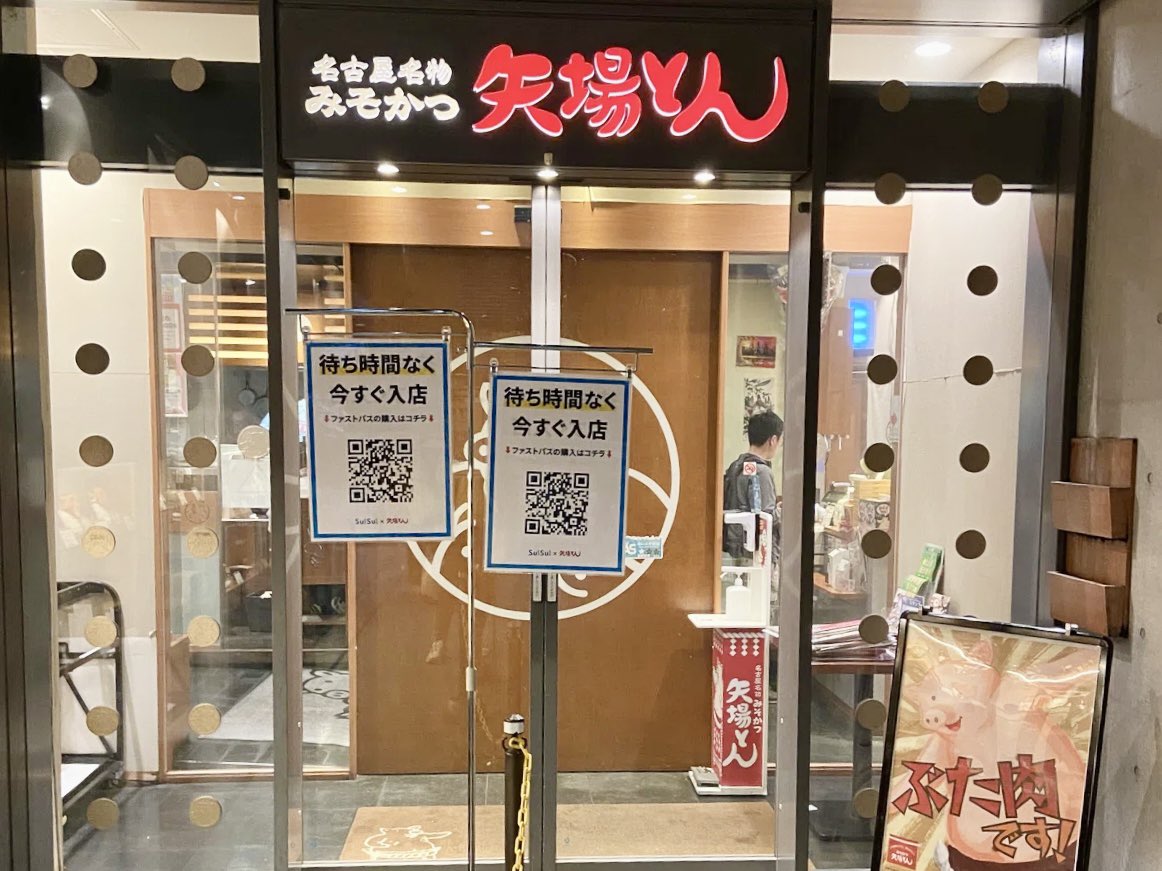 名古屋名物
みそかつ
矢場とん
待ち時間なく
今すぐ入店
ファストパスの購入はコチラ
SuiSui × 矢場とん
待ち時間なく
今すぐ入店
ファストパスの購入はコチラ
SuiSui × 矢場とん
名古屋名物 みそかつ
矢場とん
ぶた肉
です!
矢場とん